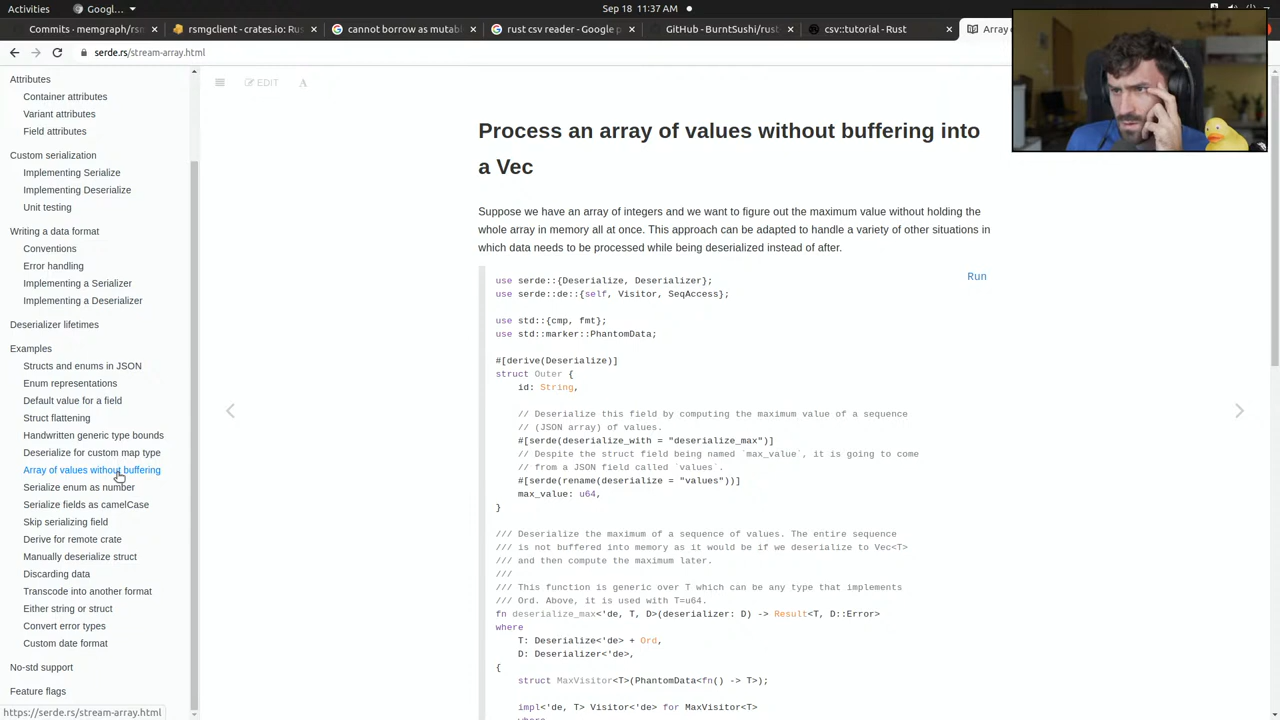 Activities
Googl...
Sep 18 11:37 AM
Commits · memgraph/rs
rsmgclient - crates.io: Ru
cannot borrow as mutab
rust csv reader - Google
GitHub - BurntSushi/rus
csv::tutorial - Rust
Array
serde.rs/stream-array.html
Attributes
Container attributes
Variant attributes
Field attributes
Custom serialization
Implementing Serialize
Implementing Deserialize
Unit testing
Writing a data format
Conventions
Error handling
Implementing a Serializer
Implementing a Deserializer
Deserializer lifetimes
Examples
Structs and enums in JSON
Enum representations
Default value for a field
Struct flattening
Handwritten generic type bounds
Deserialize for custom map type
Array of values without buffering
Serialize enum as number
Serialize fields as camelCase
Skip serializing field
Derive for remote crate
Manually deserialize struct
Discarding data
Transcode into another format
Either string or struct
Convert error types
Custom date format
No-std support
Feature flags
https://serde.rs/stream-array.html
EDIT
A
Process an array of values without buffering into
a Vec
Suppose we have an array of integers and we want to figure out the maximum value without holding the
whole array in memory all at once. This approach can be adapted to handle a variety of other situations in
which data needs to be processed while being deserialized instead of after.
Run
use serde::{Deserialize, Deserializer};
use serde::de::{self, Visitor, SeqAccess};
use std::{cmp, fmt};
use std::marker::PhantomData;
#[derive(Deserialize)]
struct Outer {
id: String,
// Deserialize this field by computing the maximum value of a sequence
// (JSON array) of values.
#[serde(deserialize_with = "deserialize_max")]
// Despite the struct field being named `max_value`, it is going to come
// from a JSON field called `values`.
#[serde(rename(deserialize = "values"))]
max_value: u64,
}
/// Deserialize the maximum of a sequence of values. The entire sequence
/// is not buffered into memory as it would be if we deserialize to Vec<T>
/// and then compute the maximum later.
///
/// This function is generic over T which can be any type that implements
/// Ord. Above, it is used with T=u64.
fn deserialize_max<'de, T, D>(deserializer: D) -> Result<T, D::Error>
where
T: Deserialize<'de> + Ord,
D: Deserializer<'de>,
{
struct MaxVisitor<T>(PhantomData<fn() -> T>);
impl<'de, T> Visitor<'de> for MaxVisitor<T>